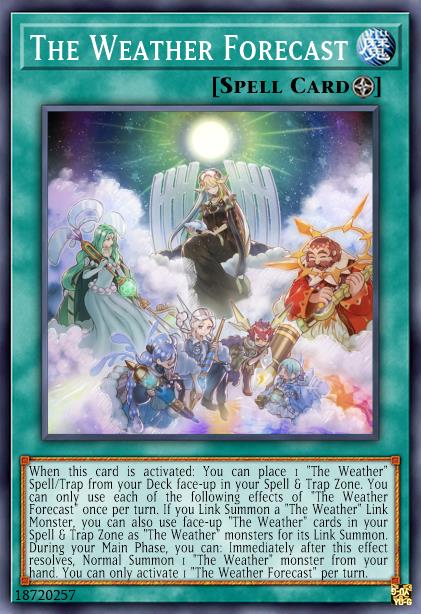 THE WEATHER FORECAST
[SPELL CARD]
When this card is activated: You can place 1 "The Weather"
Spell/Trap from your Deck face-up in your Spell & Trap Zone. You
can only use each of the following effects of "The Weather
Forecast" once per turn. If you Link Summon a "The Weather" Link
Monster, you can also use face-up "The Weather" cards in your
Spell & Trap Zone as "The Weather" monsters for its Link Summon.
During your Main Phase, you can: Immediately after this effect
resolves, Normal Summon 1 "The Weather" monster from your
hand. You can only activate 1 "The Weather Forecast" per turn.
18720257